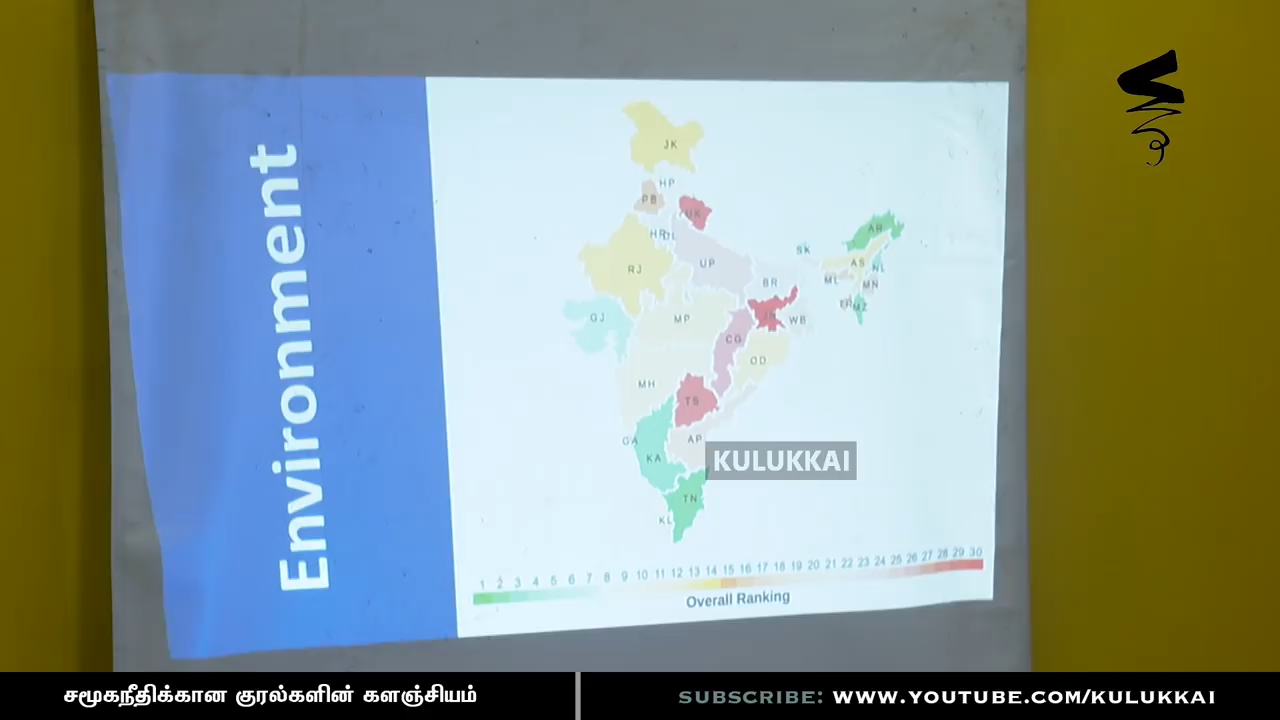 Environment
JK
HP
PB
UK
HR
DL
RJ
UP
SK
AR
AS
NL
ML
MN
MZ
BR
GJ
MP
WB
CG
OD
MH
TS
GA
KA
AP
TN
KL
KULUKKAI
1 2 3 4 5 6 7 8 9 10 11 12 13 14 15 16 17 18 19 20 21 22 23 24 25 26 27 28 29 30
Overall Ranking
சமூகநீதிக்கான குரல்களின் களஞ்சியம்
SUBSCRIBE: WWW.YOUTUBE.COM/KULUKKAI